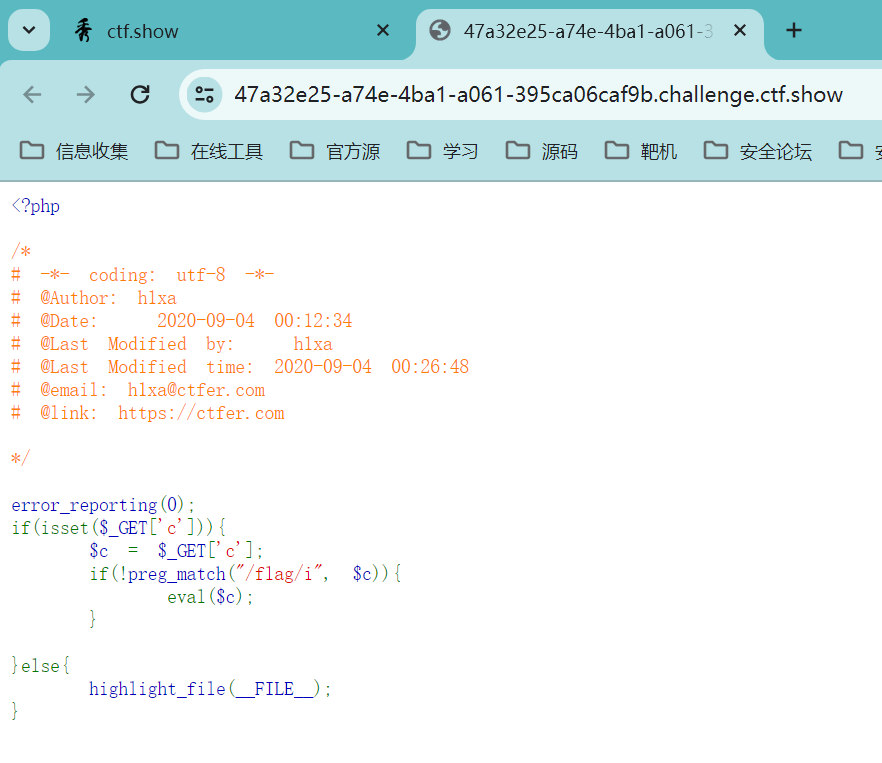 ctf.show
47a32e25-a74e-4ba1-a061-3
47a32e25-a74e-4ba1-a061-395ca06caf9b.challenge.ctf.show
信息收集 在线工具 官方源 学习 源码 靶机 安全论坛
<?php
/*
# -*- coding: utf-8 -*-
# @Author: h1xa
# @Date: 2020-09-04 00:12:34
# @Last Modified by: h1xa
# @Last Modified time: 2020-09-04 00:26:48
# @email: h1xa@ctfer.com
# @link: https://ctfer.com
*/
error_reporting(0);
if(isset($_GET['c'])){
$c = $_GET['c'];
if(!preg_match("/flag/i", $c)){
eval($c);
}
}else{
highlight_file(__FILE__);
}